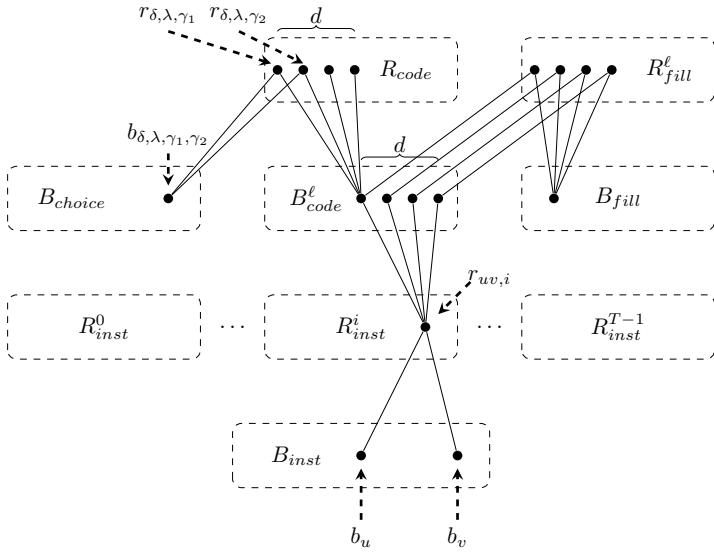 r_{δ,λ,γ_1} r_{δ,λ,γ_2} d
R_{code} R^ℓ_{fill}
b_{δ,λ,γ_1,γ_2} d
B_{choice} B^ℓ_{code} B_{fill}
r_{uv,i}
R^0_{inst} ··· R^i_{inst} ··· R^{T−1}_{inst}
B_{inst}
b_u b_v